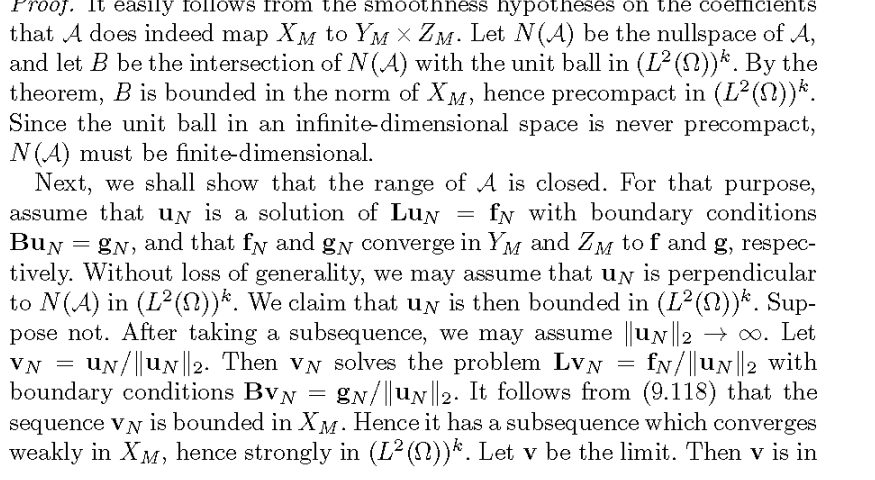 Proof. It easily follows from the smoothness hypotheses on the coefficients
that 𝒜 does indeed map X_M to Y_M × Z_M. Let N(𝒜) be the nullspace of 𝒜,
and let B be the intersection of N(𝒜) with the unit ball in (L²(Ω))ᵏ. By the
theorem, B is bounded in the norm of X_M, hence precompact in (L²(Ω))ᵏ.
Since the unit ball in an infinite-dimensional space is never precompact,
N(𝒜) must be finite-dimensional.
Next, we shall show that the range of 𝒜 is closed. For that purpose,
assume that u_N is a solution of Lu_N = f_N with boundary conditions
Bu_N = g_N, and that f_N and g_N converge in Y_M and Z_M to f and g, respec-
tively. Without loss of generality, we may assume that u_N is perpendicular
to N(𝒜) in (L²(Ω))ᵏ. We claim that u_N is then bounded in (L²(Ω))ᵏ. Sup-
pose not. After taking a subsequence, we may assume ‖u_N‖₂ → ∞. Let
v_N = u_N/‖u_N‖₂. Then v_N solves the problem Lv_N = f_N/‖u_N‖₂ with
boundary conditions Bv_N = g_N/‖u_N‖₂. It follows from (9.118) that the
sequence v_N is bounded in X_M. Hence it has a subsequence which converges
weakly in X_M, hence strongly in (L²(Ω))ᵏ. Let v be the limit. Then v is in